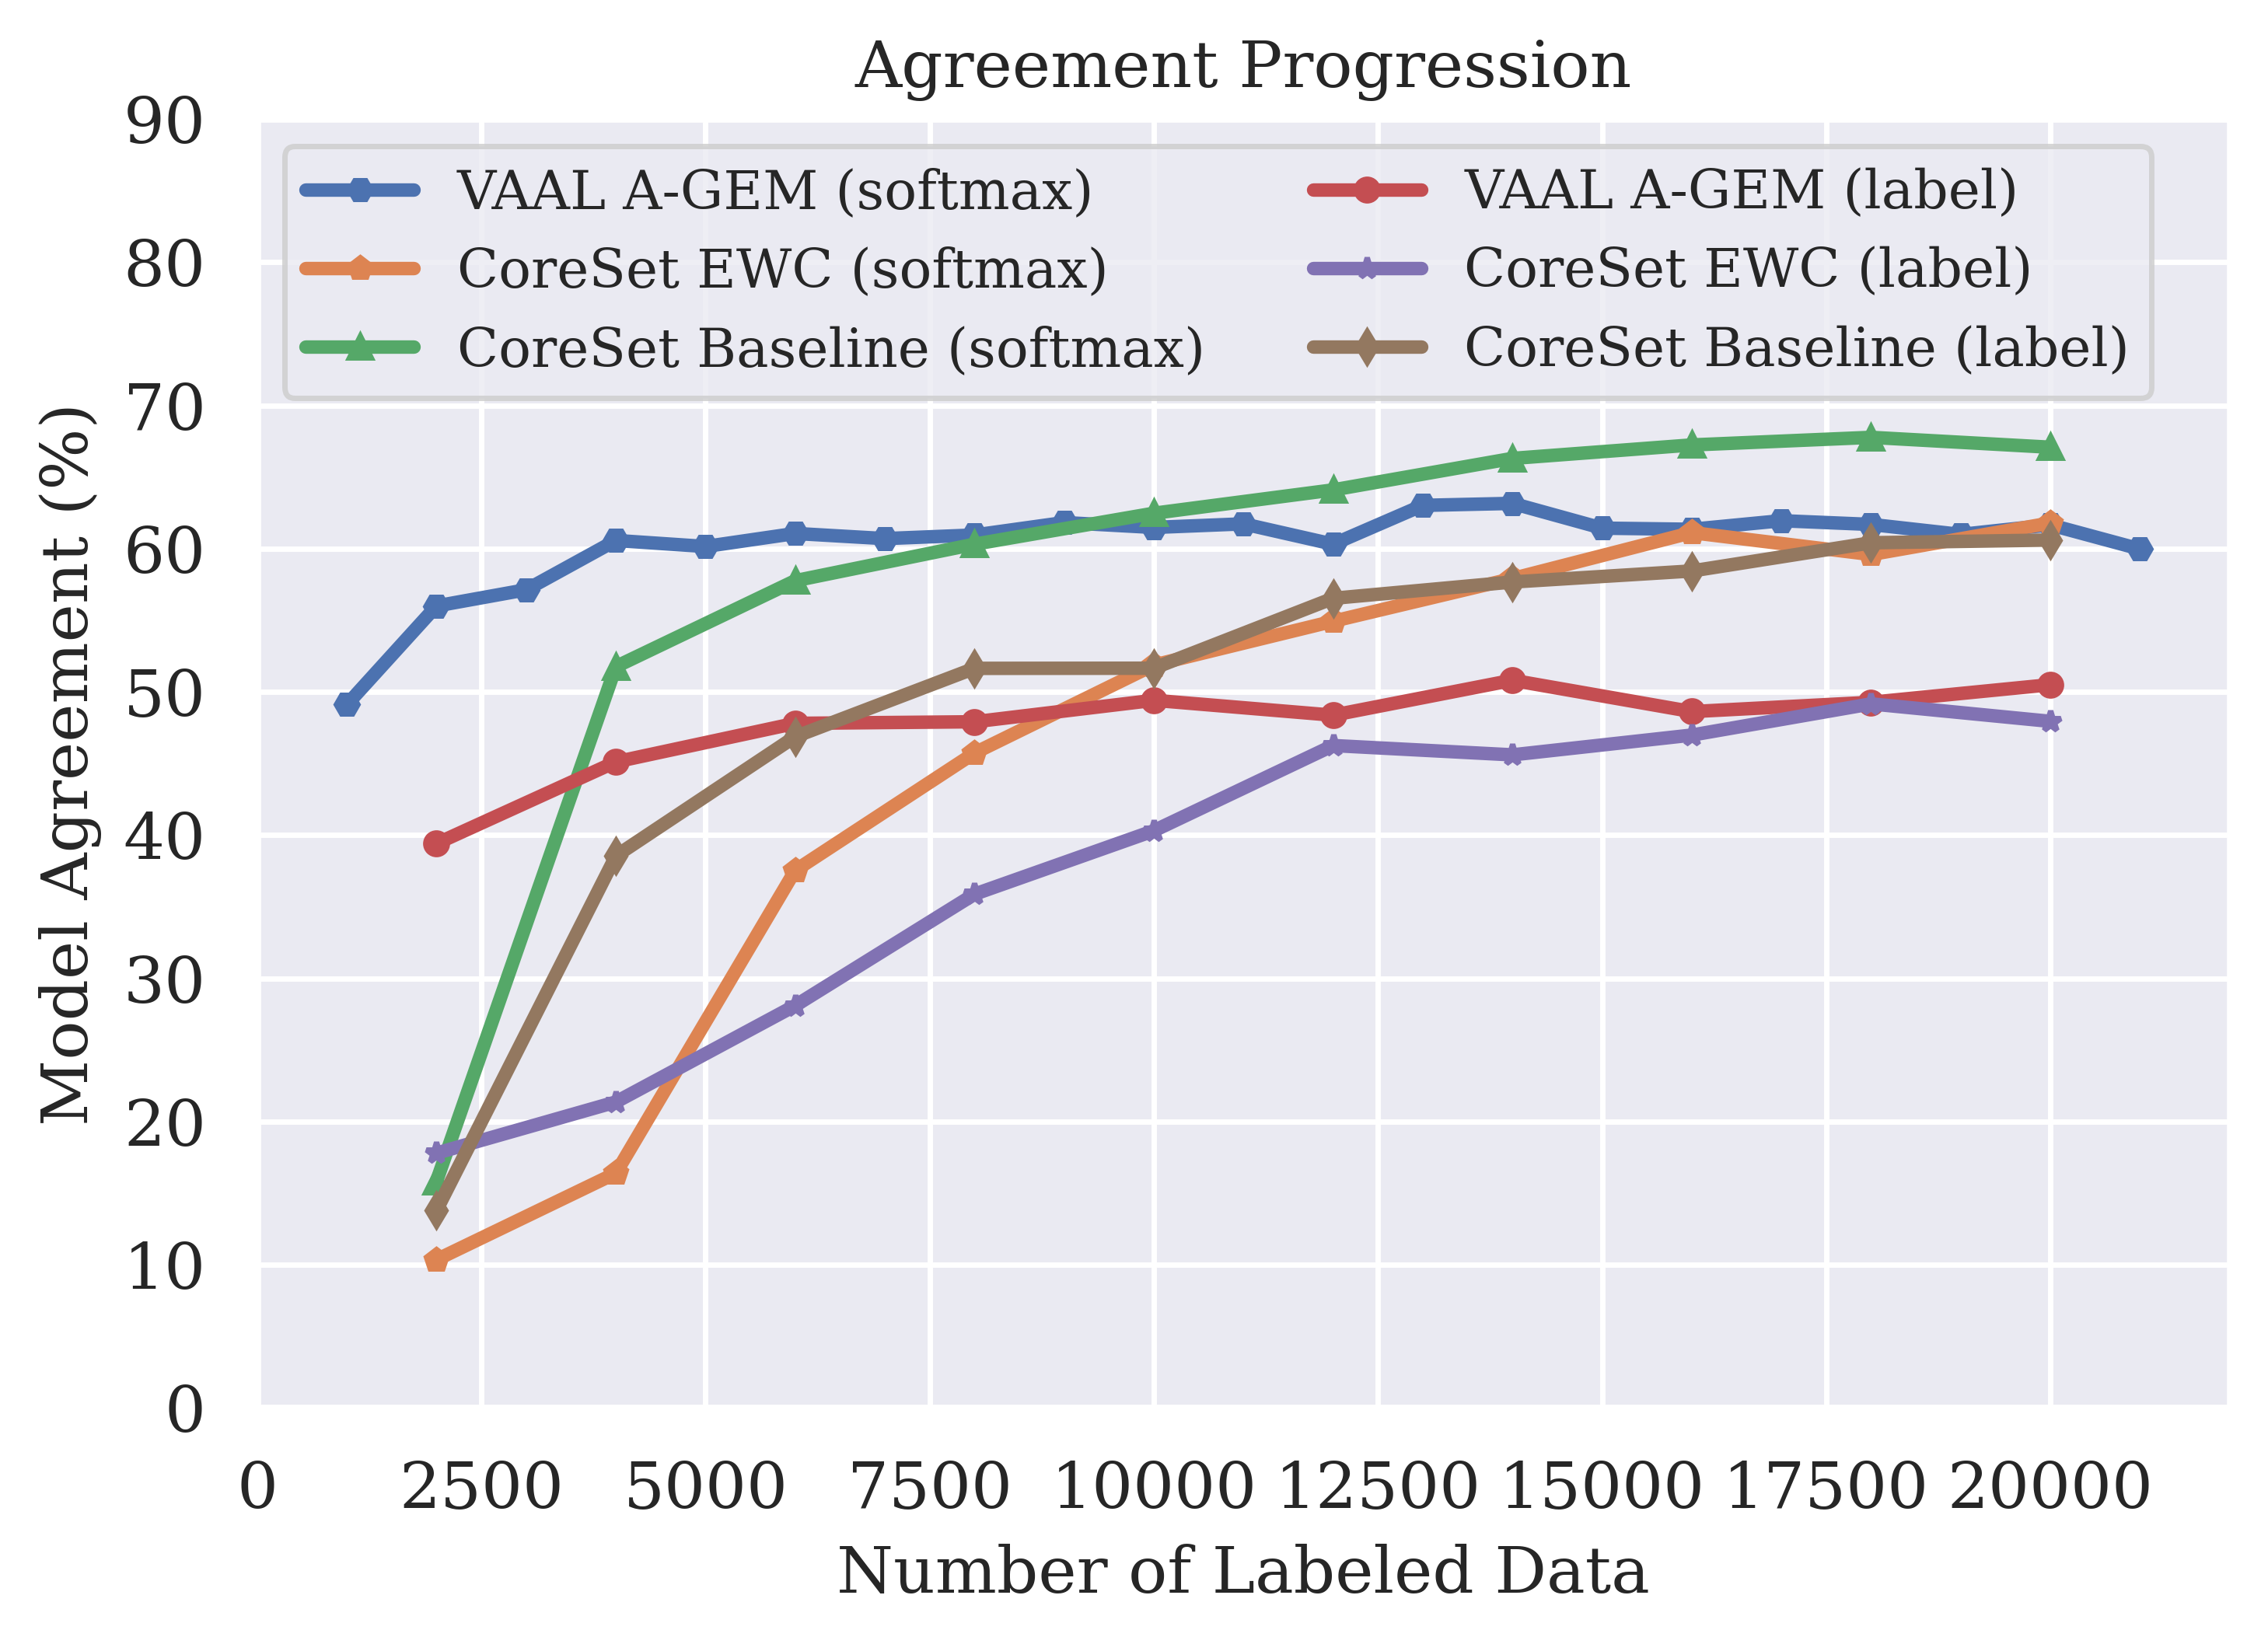 Agreement Progression
VAAL A-GEM (softmax)
CoreSet EWC (softmax)
CoreSet Baseline (softmax)
VAAL A-GEM (label)
CoreSet EWC (label)
CoreSet Baseline (label)
Model Agreement (%)
90
80
70
60
50
40
30
20
10
0
0 2500 5000 7500 10000 12500 15000 17500 20000
Number of Labeled Data